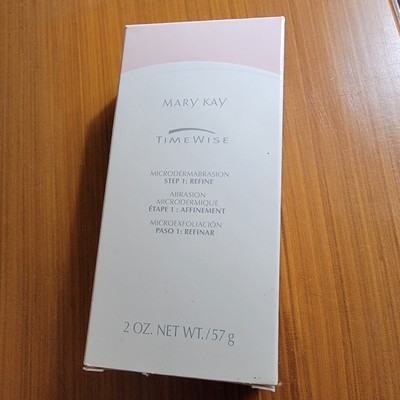 MARY KAY
TIMEWISE
MICRODERMABRASION
STEP 1: REFINE
ABRASION
MICRODERMIQUE
ÉTAPE 1 : AFFINEMENT
MICROEXFOLIACIÓN
PASO 1: REFINAR
2 OZ. NET WT./57 g